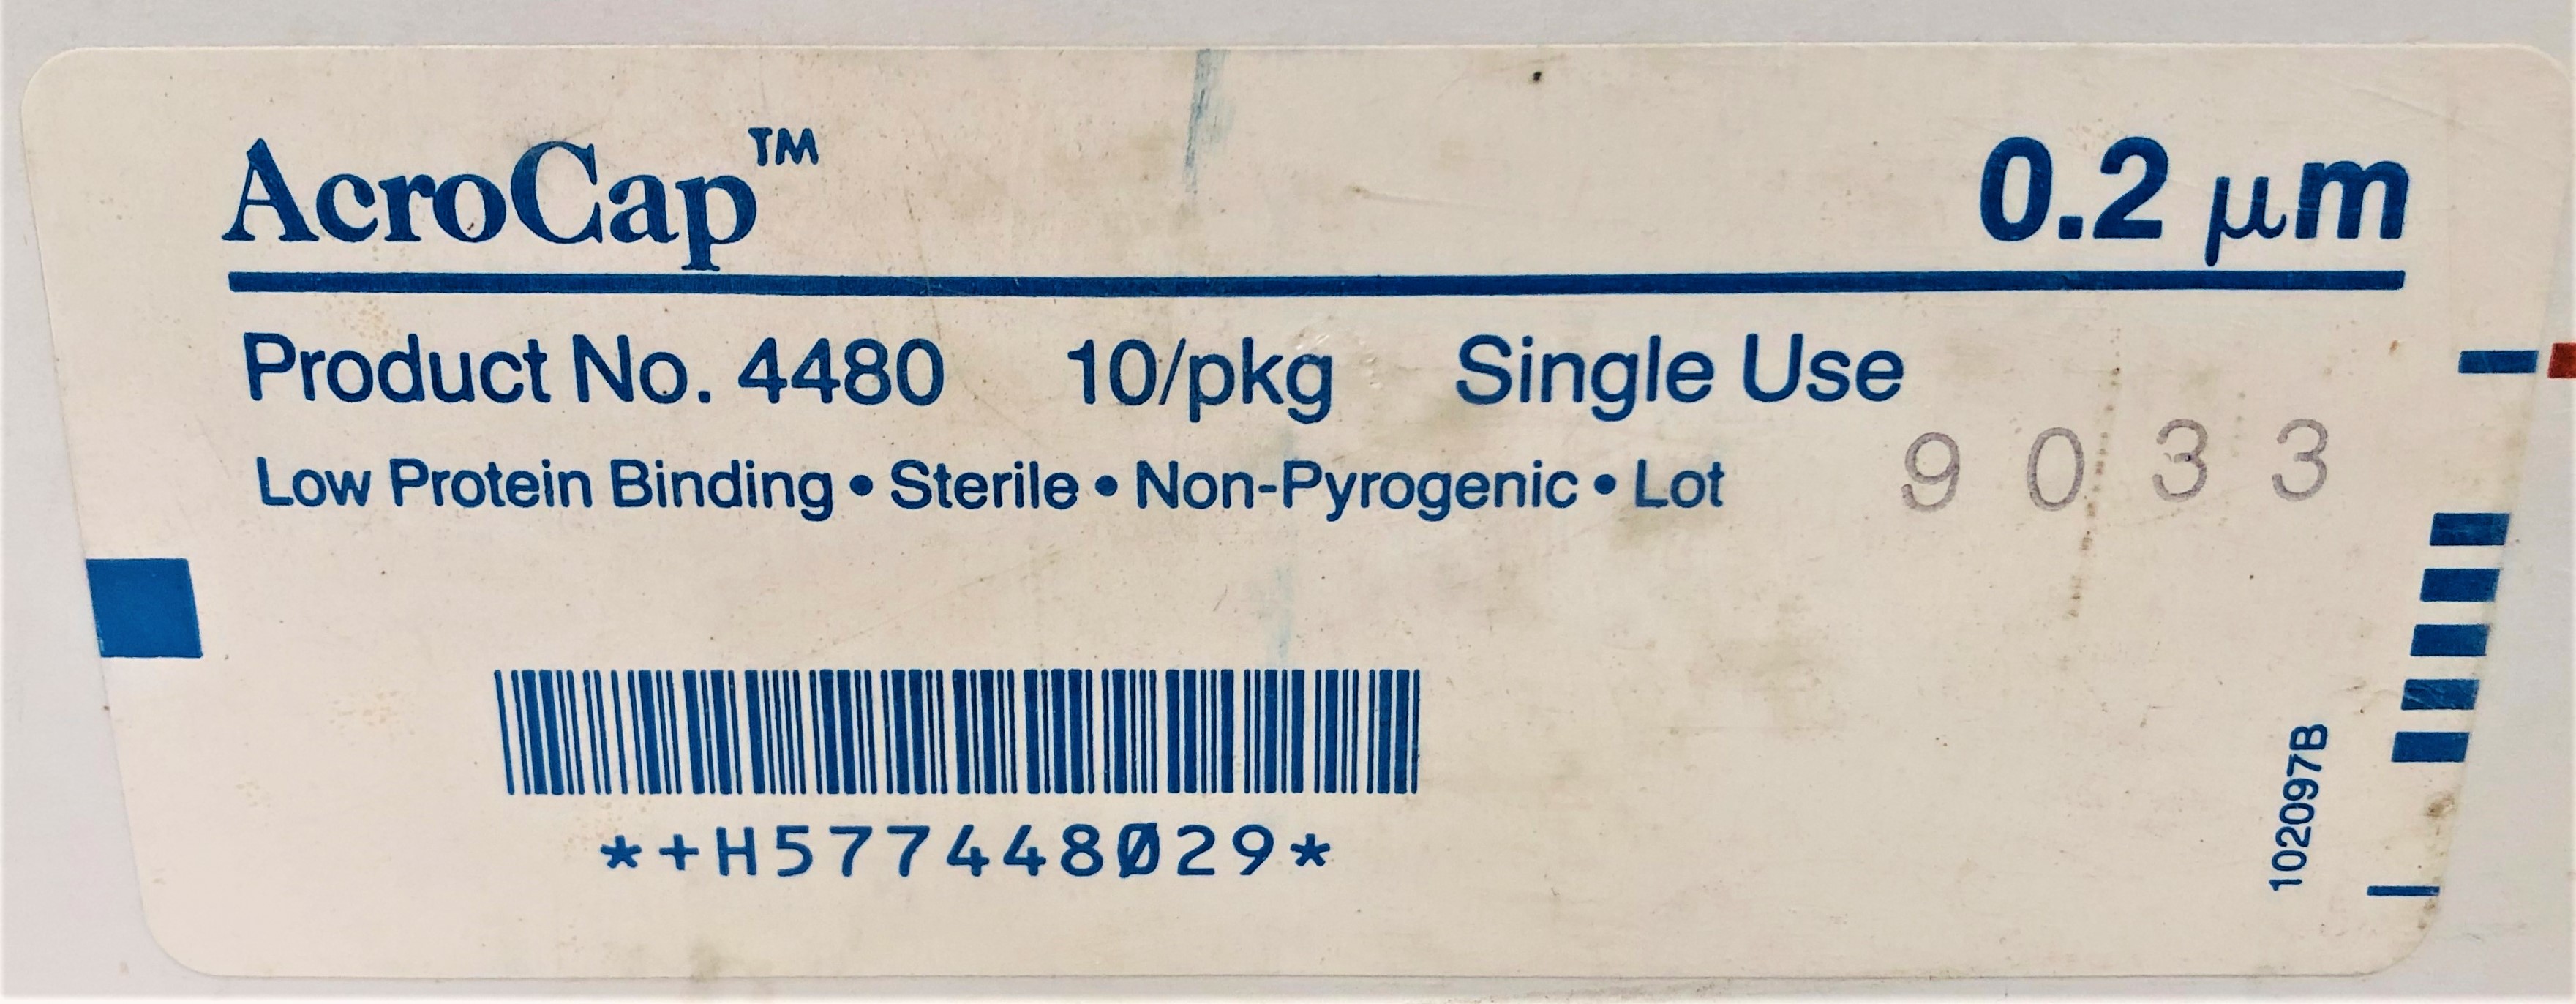 AcroCap™ 0.2 µm
Product No. 4480 10/pkg Single Use
Low Protein Binding • Sterile • Non-Pyrogenic • Lot 9033
*+H577448029*
102097B